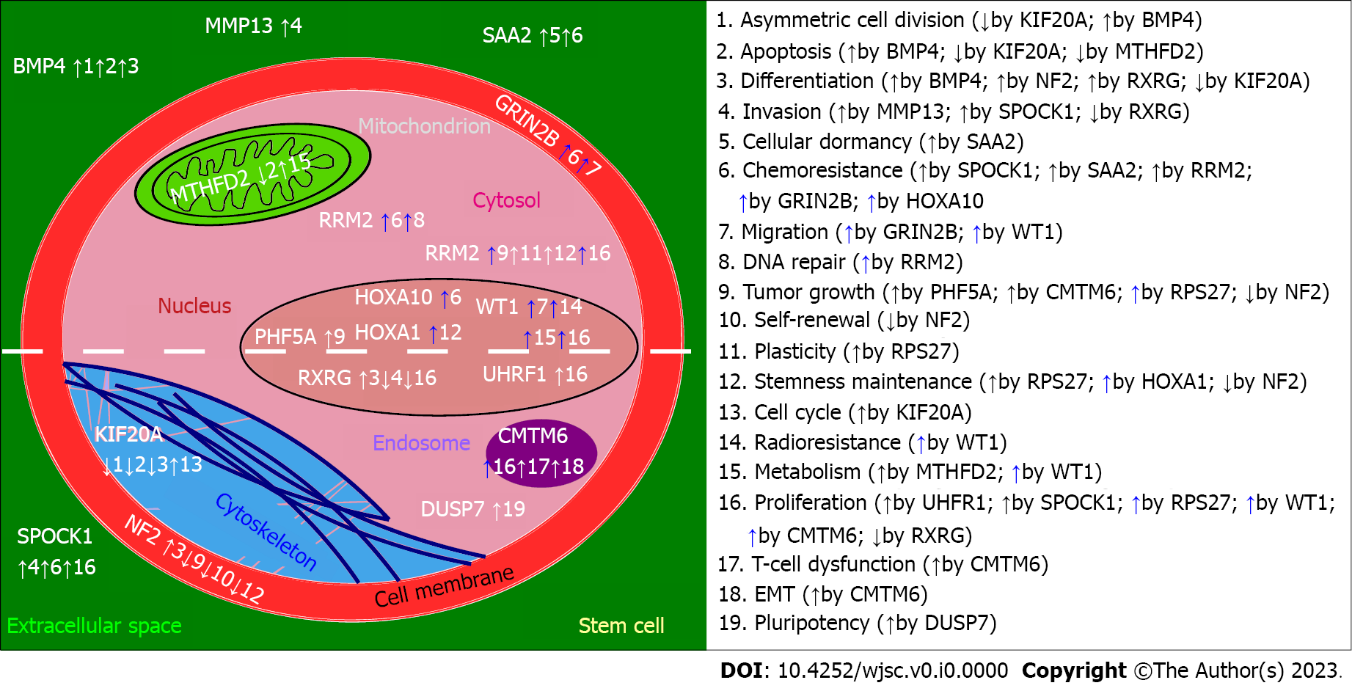 MMP13 ↑4
SAA2 ↑5↑6
BMP4 ↑1↑2↑3
GRIN2B ↑6↑7
Mitochondrion
MTHFD2 ↓2↑15
Cytosol
RRM2 ↑6↑8
RRM2 ↑9↑11↑12↑16
Nucleus
HOXA10 ↑6
WT1 ↑7↑14
↑15↑16
PHF5A ↑9
HOXA1 ↑12
RXRG ↑3↓4↓16
UHRF1 ↑16
KIF20A
↓1↓2↓3↑13
Endosome
CMTM6
↑16↑17↑18
DUSP7 ↑19
Cytoskeleton
SPOCK1
↑4↑6↑16
NF2 ↑3↓9↓10↓12
Cell membrane
Extracellular space
Stem cell
1. Asymmetric cell division (↓by KIF20A; ↑by BMP4)
2. Apoptosis (↑by BMP4; ↓by KIF20A; ↓by MTHFD2)
3. Differentiation (↑by BMP4; ↑by NF2; ↑by RXRG; ↓by KIF20A)
4. Invasion (↑by MMP13; ↑by SPOCK1; ↓by RXRG)
5. Cellular dormancy (↑by SAA2)
6. Chemoresistance (↑by SPOCK1; ↑by SAA2; ↑by RRM2;
↑by GRIN2B; ↑by HOXA10
7. Migration (↑by GRIN2B; ↑by WT1)
8. DNA repair (↑by RRM2)
9. Tumor growth (↑by PHF5A; ↑by CMTM6; ↑by RPS27; ↓by NF2)
10. Self-renewal (↓by NF2)
11. Plasticity (↑by RPS27)
12. Stemness maintenance (↑by RPS27; ↑by HOXA1; ↓by NF2)
13. Cell cycle (↑by KIF20A)
14. Radioresistance (↑by WT1)
15. Metabolism (↑by MTHFD2; ↑by WT1)
16. Proliferation (↑by UHFR1; ↑by SPOCK1; ↑by RPS27; ↑by WT1;
↑by CMTM6; ↓by RXRG)
17. T-cell dysfunction (↑by CMTM6)
18. EMT (↑by CMTM6)
19. Pluripotency (↑by DUSP7)
DOI: 10.4252/wjsc.v0.i0.0000 Copyright ©The Author(s) 2023.